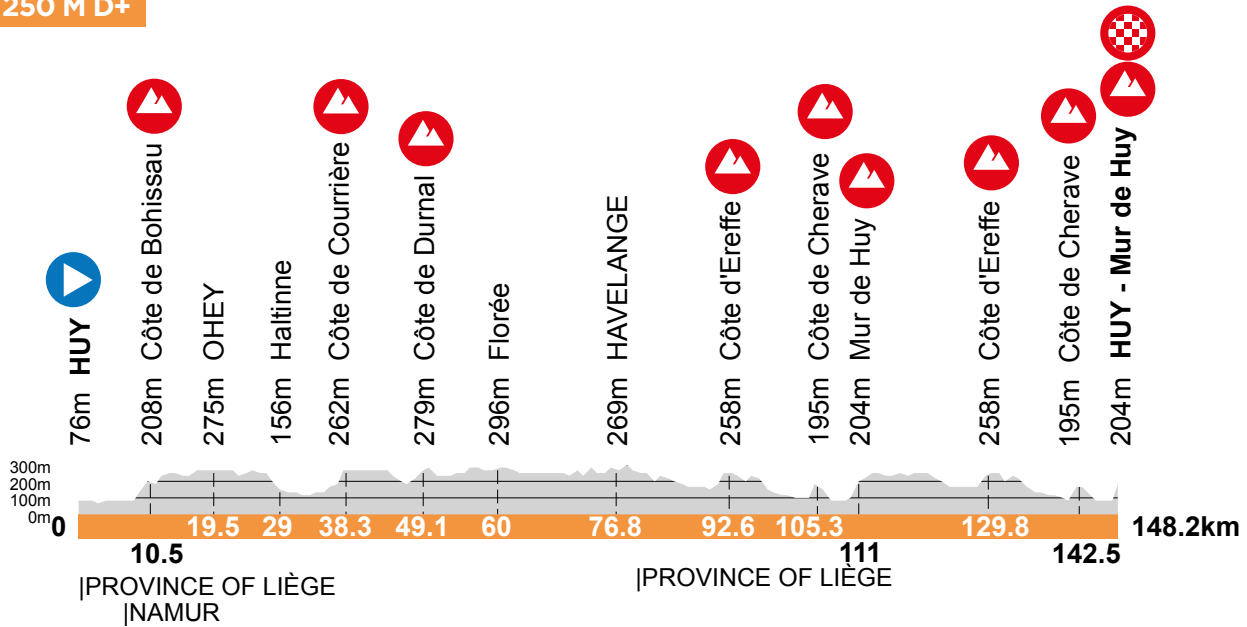 250 M D+
76m HUY
208m Côte de Bohissau
275m OHEY
156m Haltinne
262m Côte de Courrière
279m Côte de Durnal
296m Florée
269m HAVELANGE
258m Côte d'Ereffe
195m Côte de Cherave
204m Mur de Huy
258m Côte d'Ereffe
195m Côte de Cherave
204m HUY - Mur de Huy
300m
200m
100m
0m
0 19.5 29 38.3 49.1 60 76.8 92.6 105.3 129.8 148.2km
10.5 111 142.5
|PROVINCE OF LIÈGE |PROVINCE OF LIÈGE
|NAMUR